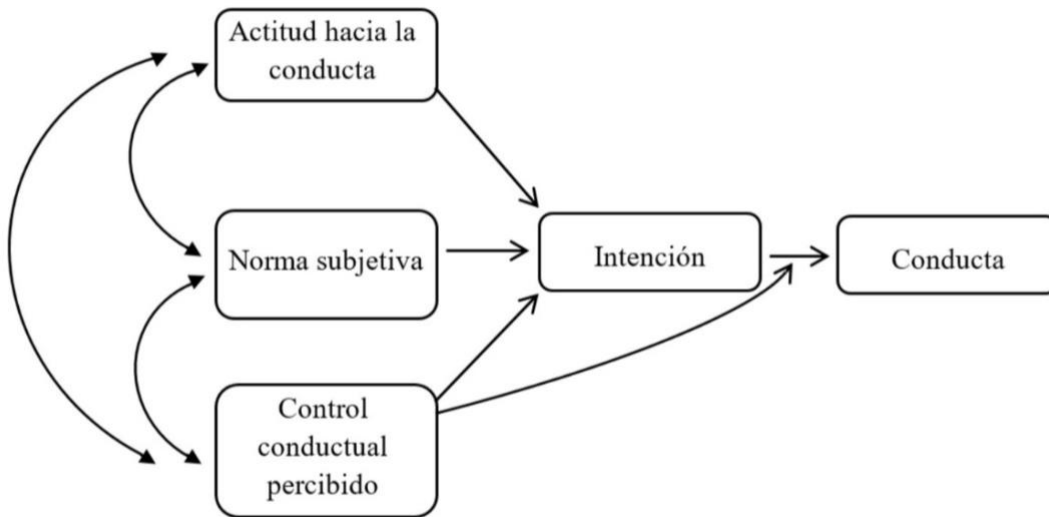 Actitud hacia la
conducta
Norma subjetiva
Intención
Conducta
Control
conductual
percibido